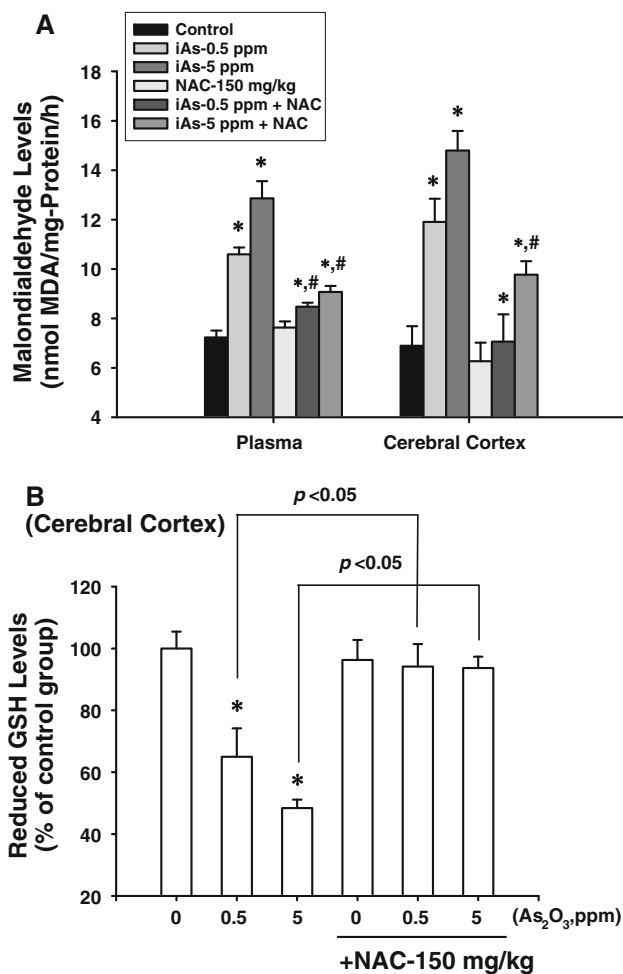 A
Control
iAs-0.5 ppm
iAs-5 ppm
NAC-150 mg/kg
iAs-0.5 ppm + NAC
iAs-5 ppm + NAC
Malondialdehyde Levels
(nmol MDA/mg-Protein/h)
18
16
14
12
10
8
6
4
*
*
*,#
*,#
*
*
*
*,#
Plasma
Cerebral Cortex
B
(Cerebral Cortex)
p <0.05
p <0.05
Reduced GSH Levels
(% of control group)
120
100
80
60
40
20
*
*
0 0.5 5 0 0.5 5 (As₂O₃,ppm)
+NAC-150 mg/kg